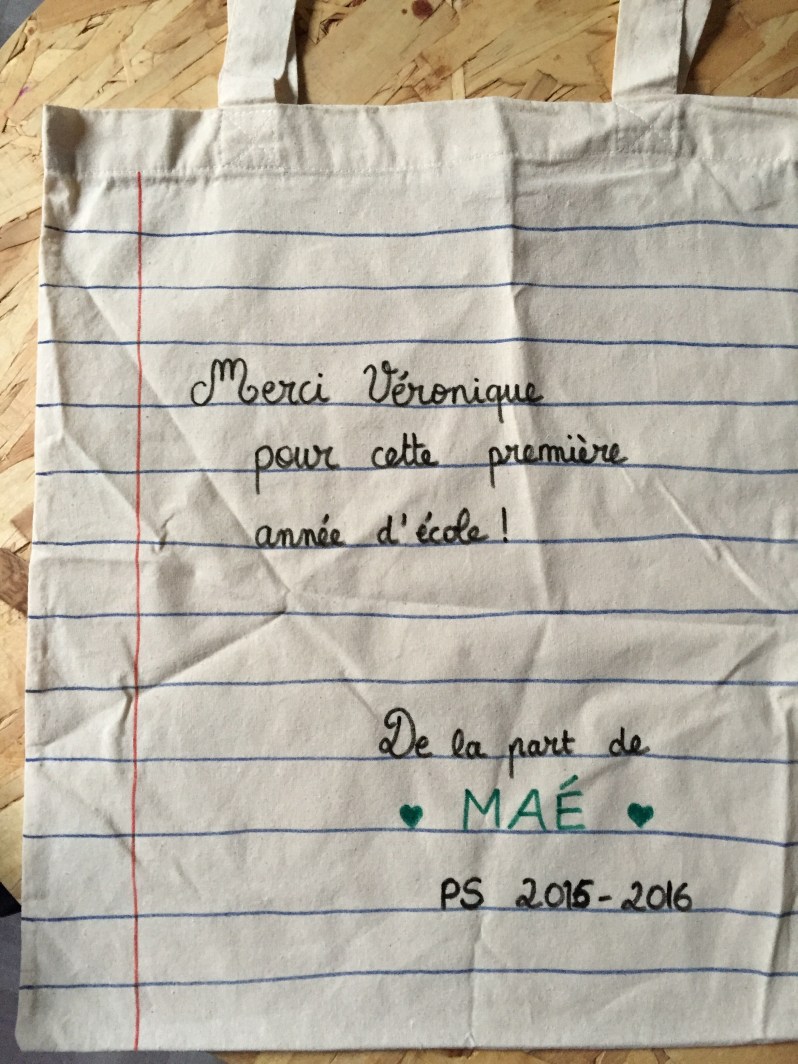 Merci Véronique
pour cette première
année d'école !
De la part de
♥ MAÉ ♥
PS 2015-2016